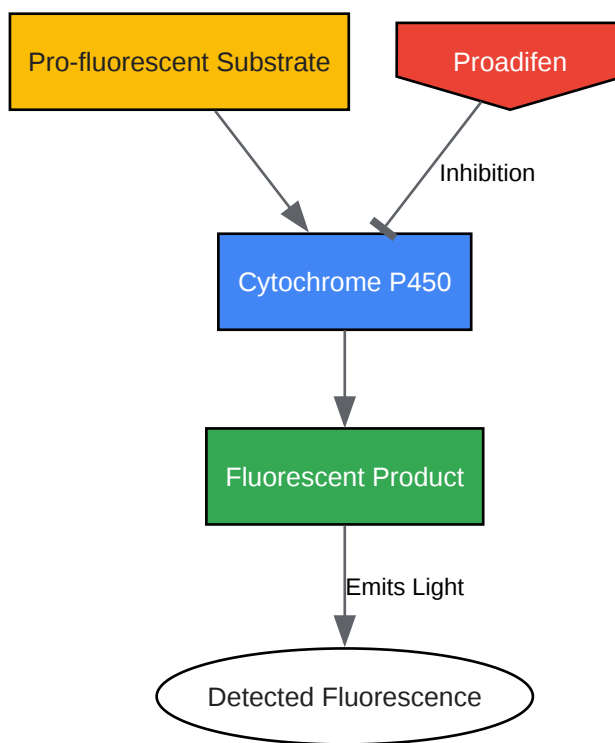 Pro-fluorescent Substrate
Proadifen
Inhibition
Cytochrome P450
Fluorescent Product
Emits Light
Detected Fluorescence